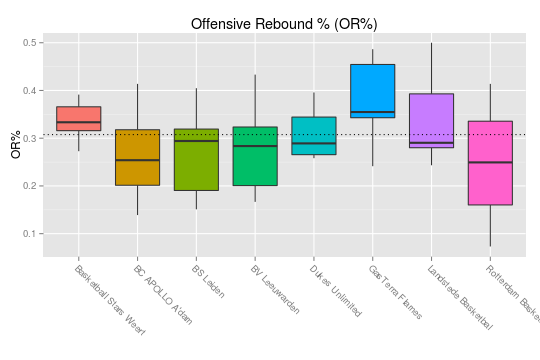 Offensive Rebound % (OR%)
OR%
0.5
0.4
0.3
0.2
0.1
Basketball Stars Weert
BC APOLLO A'dam
BS Leiden
BV Leeuwarden
Dukes Unlimited
GasTerra Flames
Landstede Basketbal
Rotterdam Baske